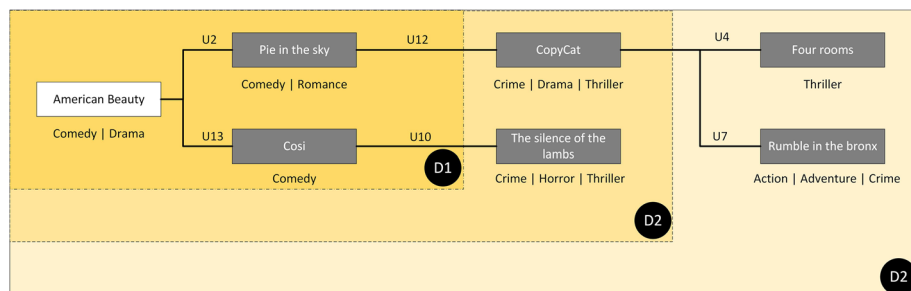 U2
Pie in the sky
U12
CopyCat
U4
Four rooms
Comedy | Romance
Crime | Drama | Thriller
Thriller
American Beauty
Comedy | Drama
U13
Cosi
U10
The silence of the
lambs
U7
Rumble in the bronx
Comedy
D1
Crime | Horror | Thriller
Action | Adventure | Crime
D2
D2